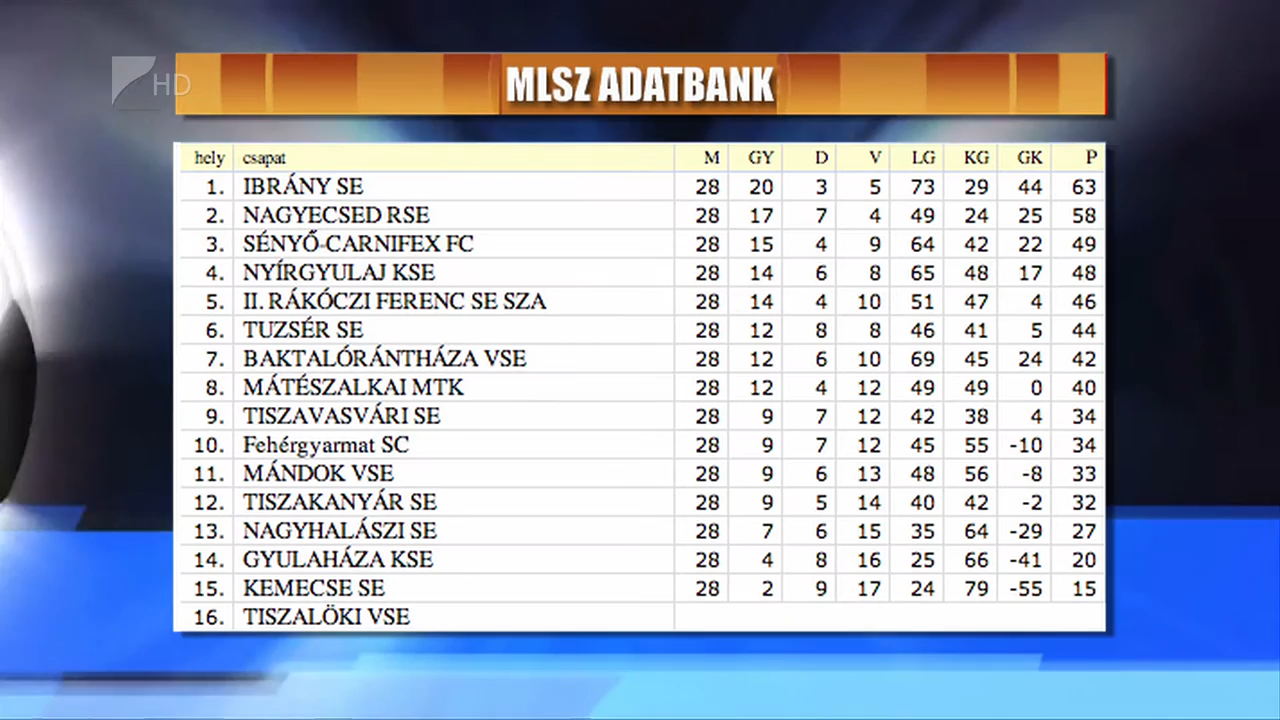 HD
MLSZ ADATBANK
hely csapat M GY D V LG KG GK P
1. IBRÁNY SE 28 20 3 5 73 29 44 63
2. NAGYECSED RSE 28 17 7 4 49 24 25 58
3. SÉNYŐ-CARNIFEX FC 28 15 4 9 64 42 22 49
4. NYÍRGYULAJ KSE 28 14 6 8 65 48 17 48
5. II. RÁKÓCZI FERENC SE SZA 28 14 4 10 51 47 4 46
6. TUZSÉR SE 28 12 8 8 46 41 5 44
7. BAKTALÓRÁNTHÁZA VSE 28 12 6 10 69 45 24 42
8. MÁTÉSZALKAI MTK 28 12 4 12 49 49 0 40
9. TISZAVASVÁRI SE 28 9 7 12 42 38 4 34
10. Fehérgyarmat SC 28 9 7 12 45 55 -10 34
11. MÁNDOK VSE 28 9 6 13 48 56 -8 33
12. TISZAKANYÁR SE 28 9 5 14 40 42 -2 32
13. NAGYHALÁSZI SE 28 7 6 15 35 64 -29 27
14. GYULAHÁZA KSE 28 4 8 16 25 66 -41 20
15. KEMECSE SE 28 2 9 17 24 79 -55 15
16. TISZALÖKI VSE